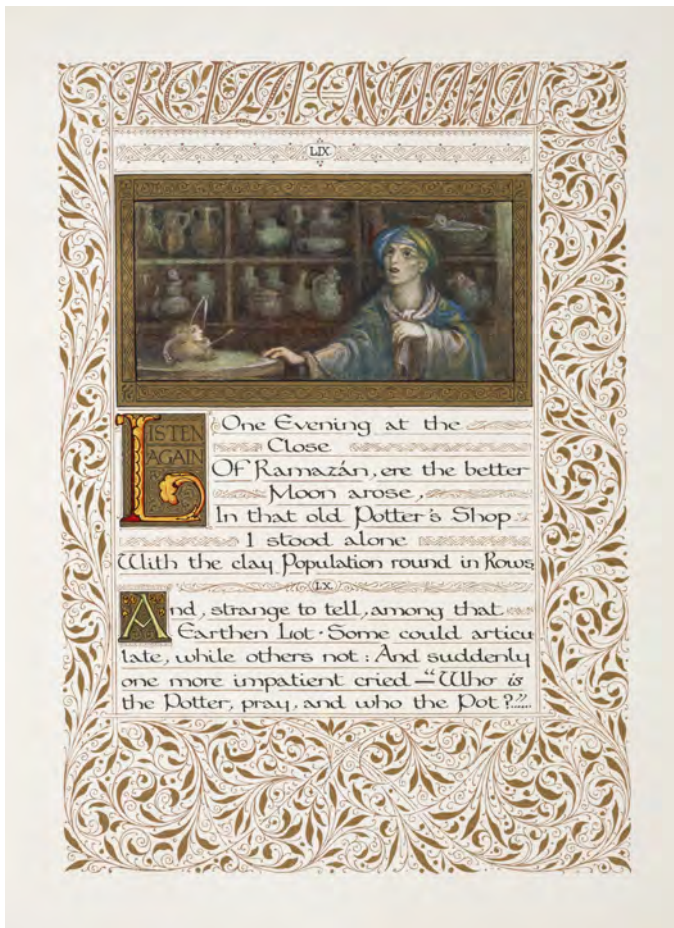 KUZA-NAMA
LIX
LISTEN AGAIN One Evening at the
Close
Of Ramazán, ere the better
Moon arose,
In that old Potter's Shop
I stood alone
With the clay Population round in Rows
LX
And, strange to tell, among that
Earthen Lot · Some could articu
late, while others not : And suddenly
one more impatient cried — "Who is
the Potter, pray, and who the Pot ?"......